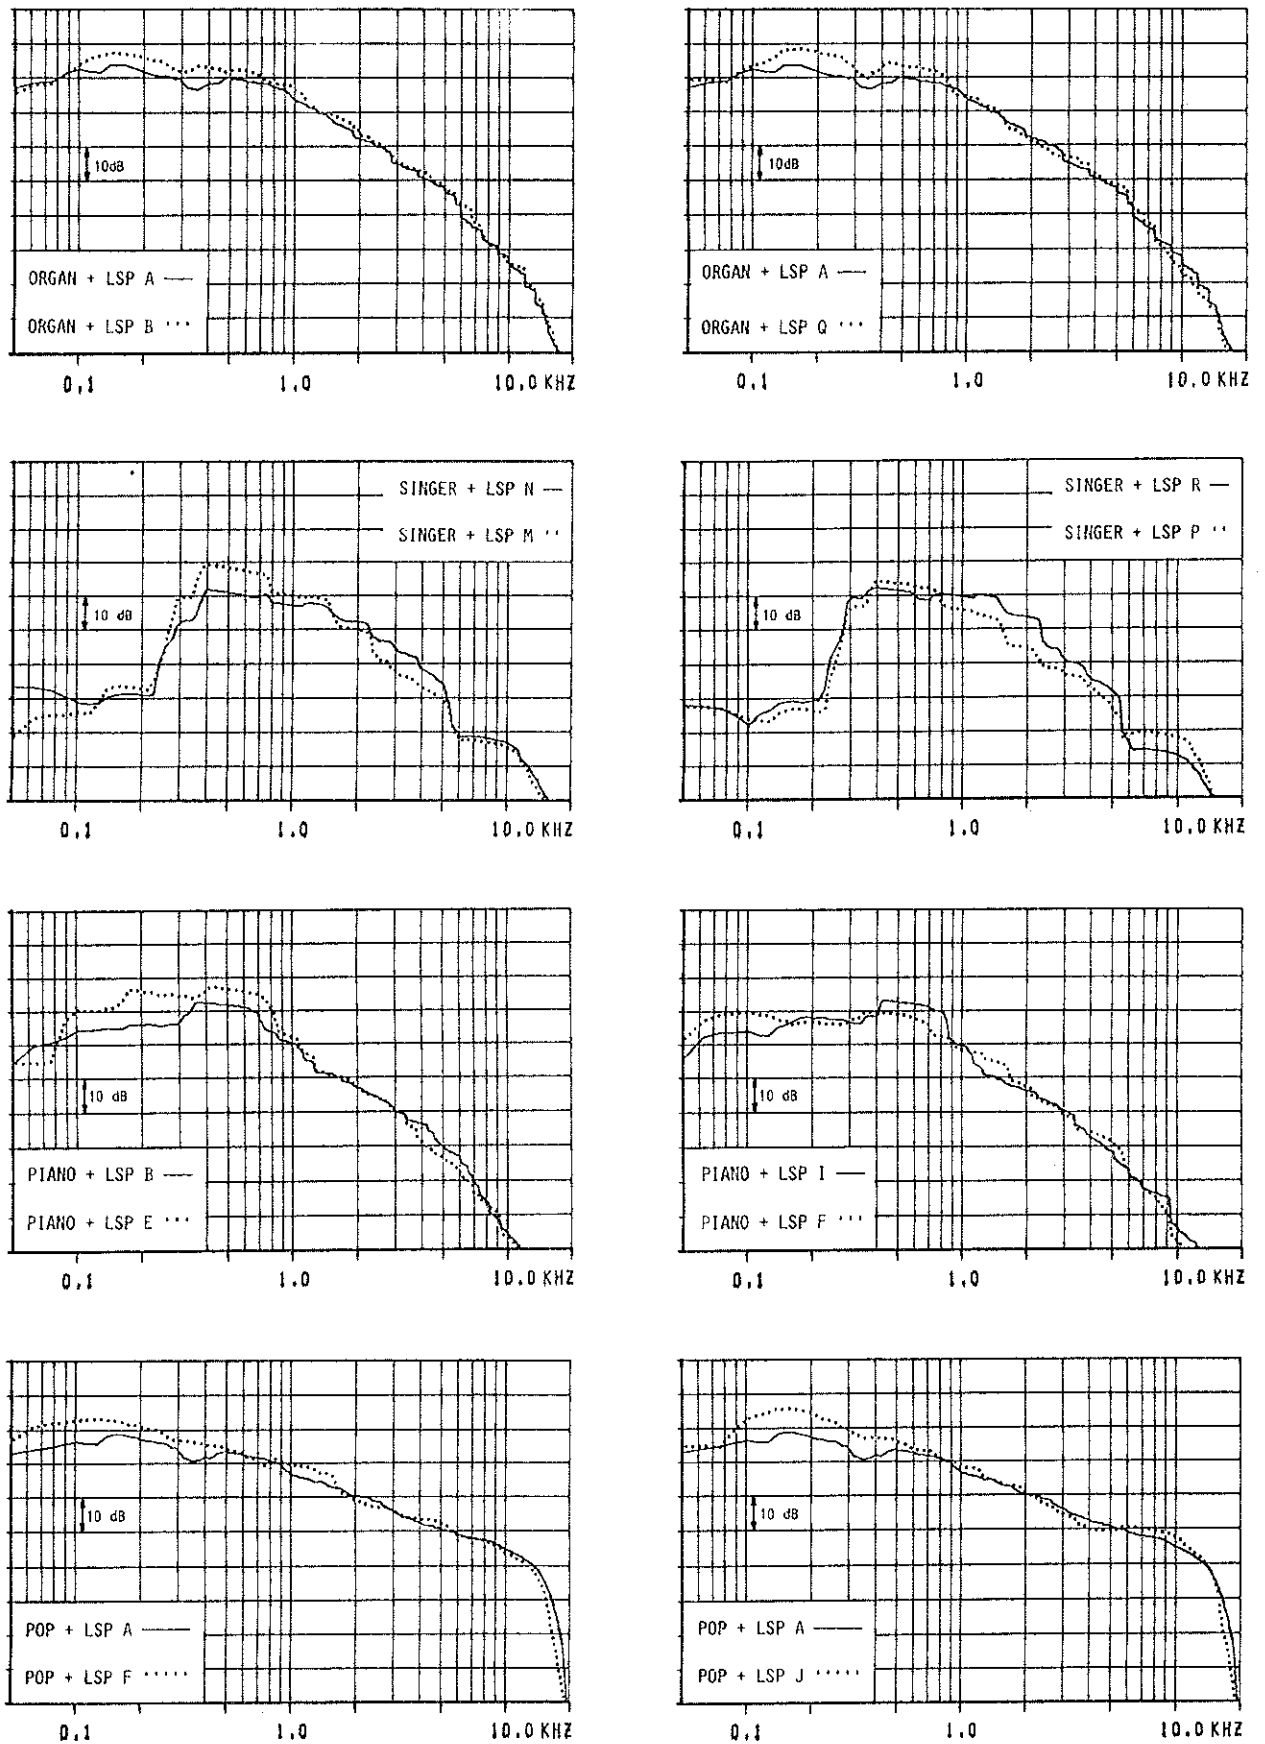 10dB
ORGAN + LSP A —
ORGAN + LSP B ···
0.1 1.0 10.0 KHZ
10dB
ORGAN + LSP A —
ORGAN + LSP Q ···
0.1 1.0 10.0 KHZ
SINGER + LSP N —
SINGER + LSP M ··
10 dB
0.1 1.0 10.0 KHZ
SINGER + LSP R —
SINGER + LSP P ··
10 dB
0.1 1.0 10.0 KHZ
10 dB
PIANO + LSP B —
PIANO + LSP E ···
0.1 1.0 10.0 KHZ
10 dB
PIANO + LSP I —
PIANO + LSP F ···
0.1 1.0 10.0 KHZ
10 dB
POP + LSP A —
POP + LSP F ·····
0.1 1.0 10.0 KHZ
10 dB
POP + LSP A —
POP + LSP J ·····
0.1 1.0 10.0 KHZ